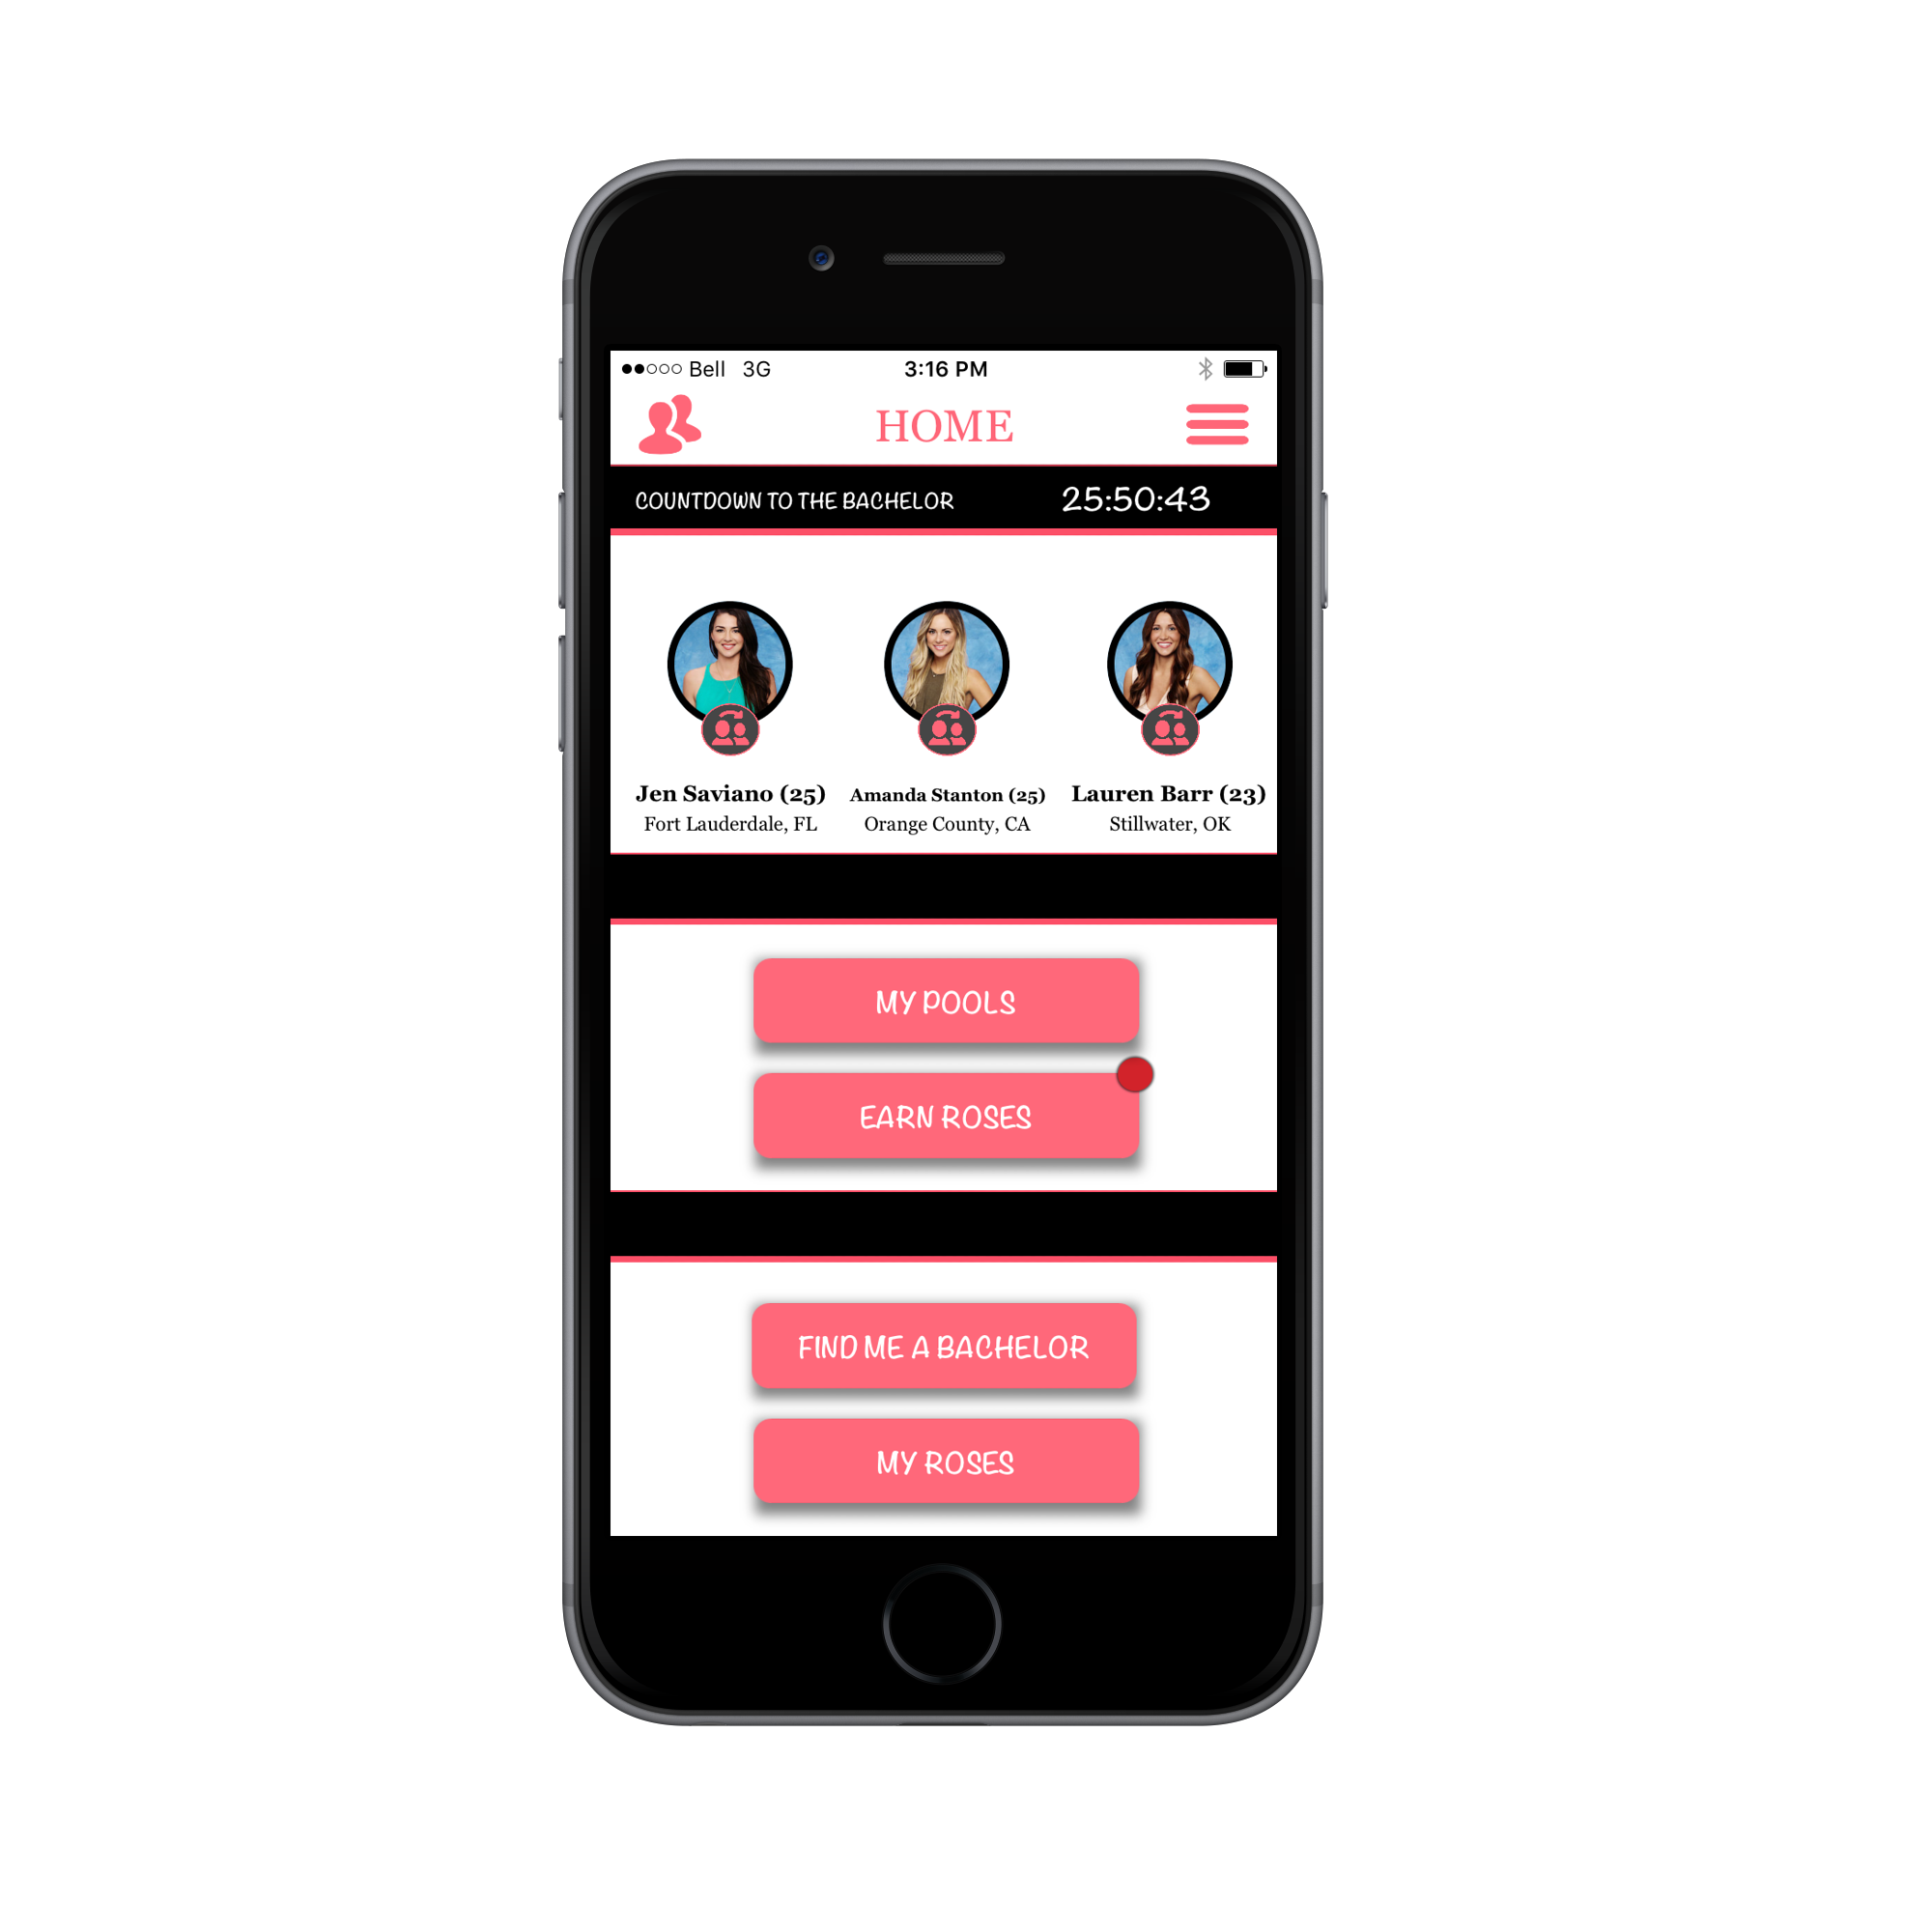 Bell 3G 3:16 PM
HOME
COUNTDOWN TO THE BACHELOR 25:50:43
Jen Saviano (25) Amanda Stanton (25) Lauren Barr (23)
Fort Lauderdale, FL Orange County, CA Stillwater, OK
MY POOLS
EARN ROSES
FIND ME A BACHELOR
MY ROSES